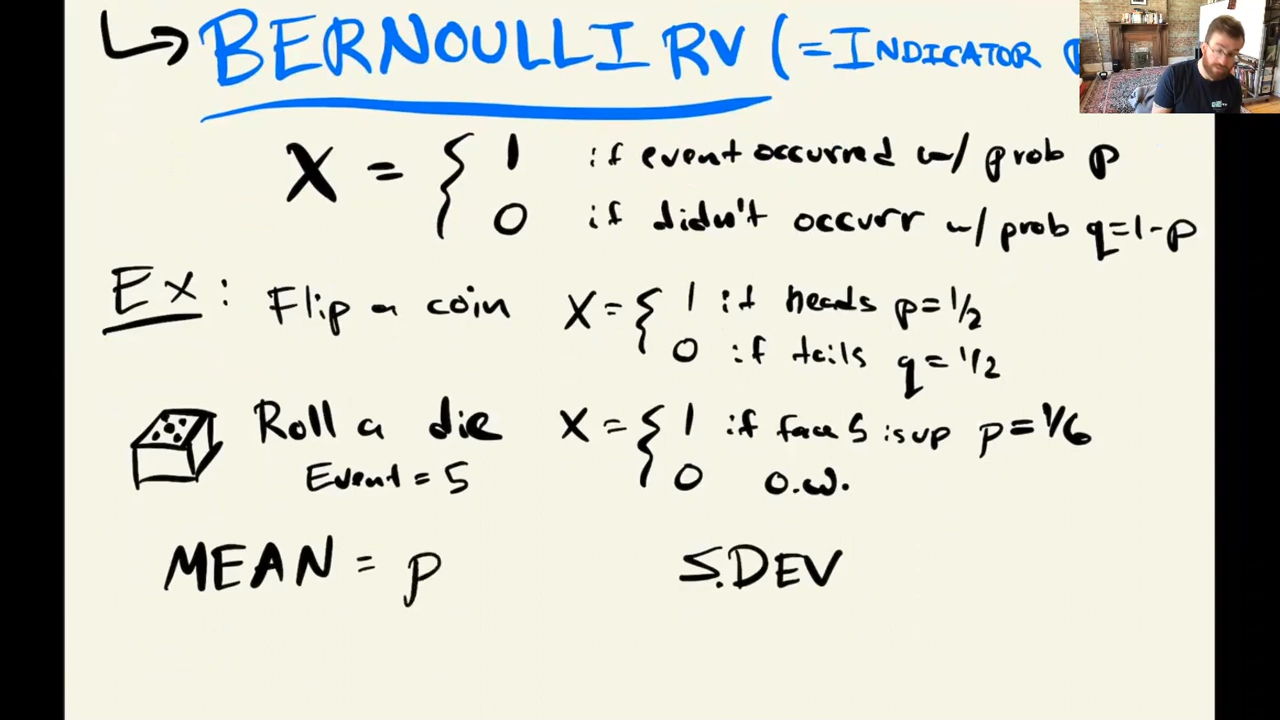 ↳ BERNOULLI RV (=INDICATOR
X = { 1 if event occurred w/ prob p
0 if didn't occurr w/ prob q=1-p
Ex: Flip a coin X = { 1 if heads p=1/2
0 if tails q=1/2
Roll a die X = { 1 if face 5 is up p=1/6
Event = 5 0 o.w.
MEAN = p S.DEV